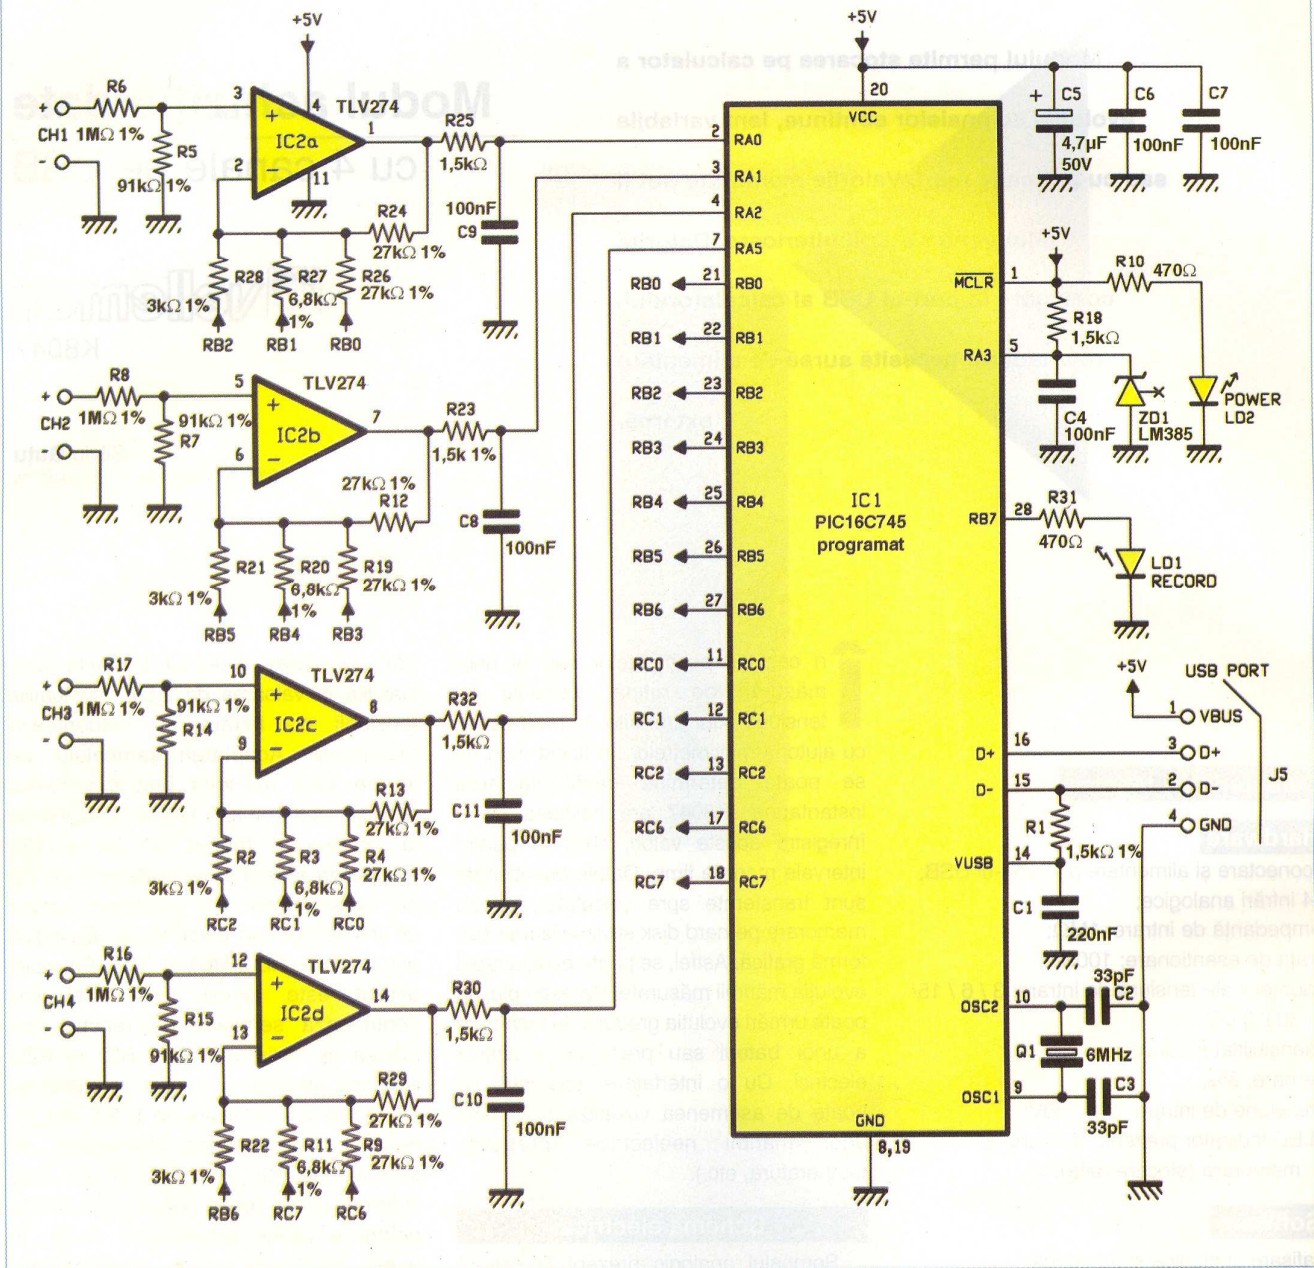 +5V
+5V
R6
3
4
TLV274
20
VCC
+
C5
C6
C7
+
CH1
1MΩ 1%
-
R5
91kΩ 1%
+
IC2a
1
11
R25
1,5kΩ
4,7µF
50V
100nF
100nF
2
RA0
3
RA1
4
RA2
7
RA5
R24
27kΩ 1%
100nF
C9
R28
R27
R26
3kΩ 1%
6,8kΩ
1%
27kΩ 1%
RB2
RB1
RB0
RB0
21
RB0
RB1
22
RB1
RB2
23
RB2
RB3
24
RB3
RB4
25
RB4
RB5
26
RB5
RB6
27
RB6
RC0
11
RC0
RC1
12
RC1
RC2
13
RC2
RC6
17
RC6
RC7
18
RC7
IC1
PIC16C745
programat
+5V
MCLR
1
R10
470Ω
R18
1,5kΩ
RA3
5
C4
100nF
ZD1
LM385
POWER
LD2
RB7
28
R31
470Ω
LD1
RECORD
R8
5
TLV274
+
CH2
1MΩ 1%
-
91kΩ 1%
R7
+
IC2b
-
6
7
R23
1,5k 1%
27kΩ 1%
R12
C8
100nF
R21
R20
R19
3kΩ 1%
6,8kΩ
1%
27kΩ 1%
RB5
RB4
RB3
R17
10
TLV274
+
CH3
1MΩ 1%
-
91kΩ 1%
R14
+
IC2c
-
9
8
R32
1,5kΩ
R13
27kΩ 1%
C11
100nF
R2
R3
R4
3kΩ 1%
6,8kΩ
1%
27kΩ 1%
RC2
RC1
RC0
R16
12
TLV274
+
CH4
1MΩ 1%
-
R15
91kΩ 1%
+
IC2d
-
13
14
R30
1,5kΩ
R29
27kΩ 1%
C10
100nF
R22
R11
R9
3kΩ 1%
6,8kΩ
1%
27kΩ 1%
RB6
RC7
RC6
+5V
USB PORT
1
VBUS
D+
16
3
D+
D-
15
2
D-
J5
4
GND
R1
1,5kΩ 1%
VUSB
14
C1
220nF
33pF
C2
OSC2
10
Q1
6MHz
OSC1
9
C3
33pF
GND
8,19